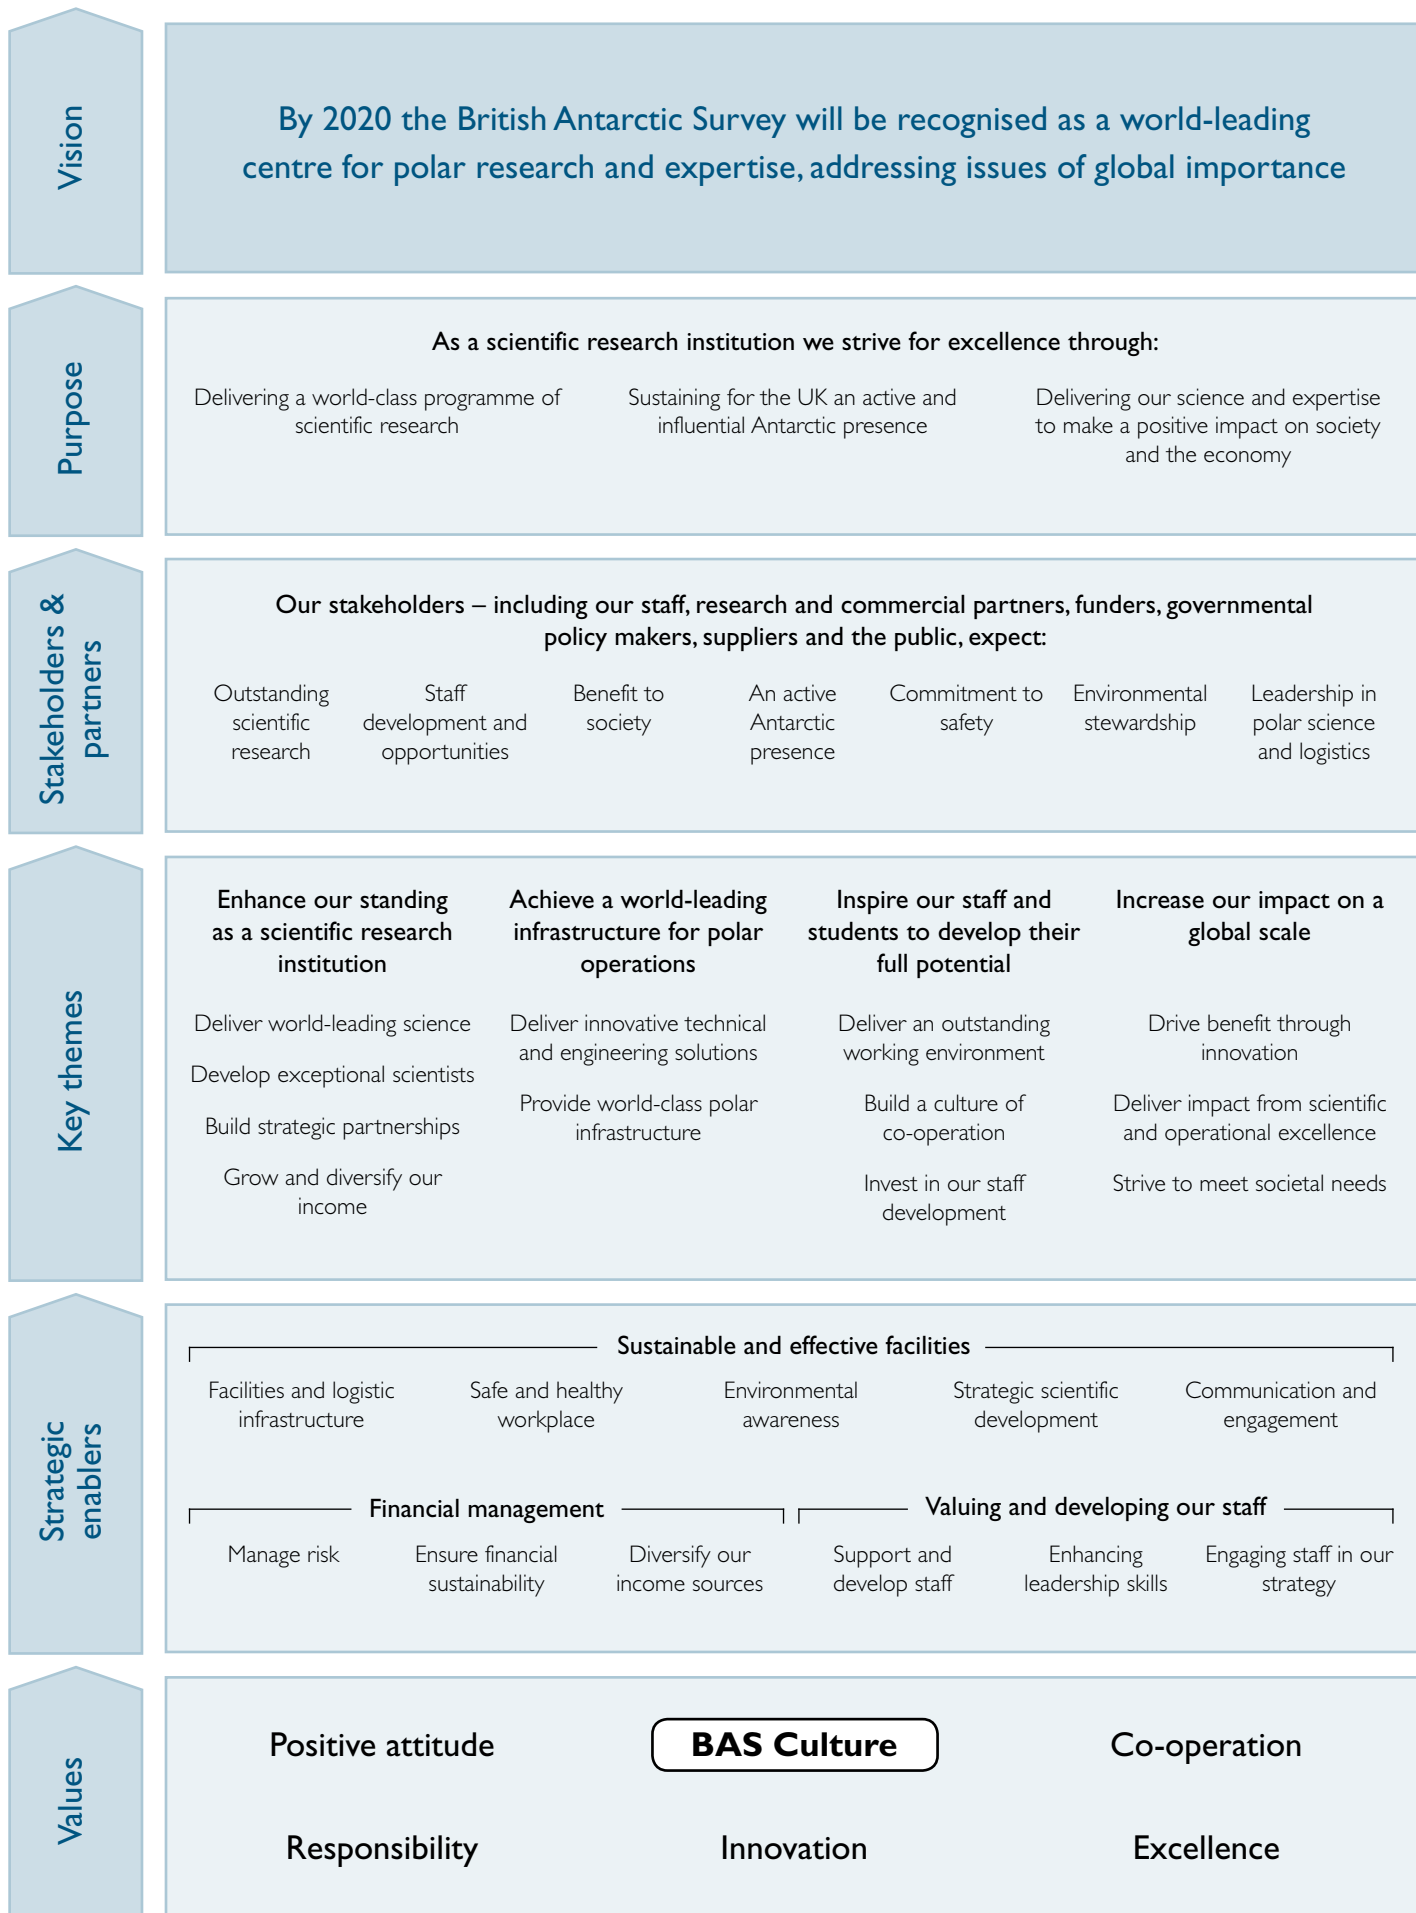 Vision
By 2020 the British Antarctic Survey will be recognised as a world-leading
centre for polar research and expertise, addressing issues of global importance
Purpose
As a scientific research institution we strive for excellence through:
Delivering a world-class programme of
scientific research
Sustaining for the UK an active and
influential Antarctic presence
Delivering our science and expertise
to make a positive impact on society
and the economy
Stakeholders &
partners
Our stakeholders – including our staff, research and commercial partners, funders, governmental
policy makers, suppliers and the public, expect:
Outstanding
scientific
research
Staff
development and
opportunities
Benefit to
society
An active
Antarctic
presence
Commitment to
safety
Environmental
stewardship
Leadership in
polar science
and logistics
Key themes
Enhance our standing
as a scientific research
institution
Deliver world-leading science
Develop exceptional scientists
Build strategic partnerships
Grow and diversify our
income
Achieve a world-leading
infrastructure for polar
operations
Deliver innovative technical
and engineering solutions
Provide world-class polar
infrastructure
Inspire our staff and
students to develop their
full potential
Deliver an outstanding
working environment
Build a culture of
co-operation
Invest in our staff
development
Increase our impact on a
global scale
Drive benefit through
innovation
Deliver impact from scientific
and operational excellence
Strive to meet societal needs
Strategic
enablers
Sustainable and effective facilities
Facilities and logistic
infrastructure
Safe and healthy
workplace
Environmental
awareness
Strategic scientific
development
Communication and
engagement
Financial management
Manage risk
Ensure financial
sustainability
Diversify our
income sources
Valuing and developing our staff
Support and
develop staff
Enhancing
leadership skills
Engaging staff in our
strategy
Values
Positive attitude
BAS Culture
Co-operation
Responsibility
Innovation
Excellence